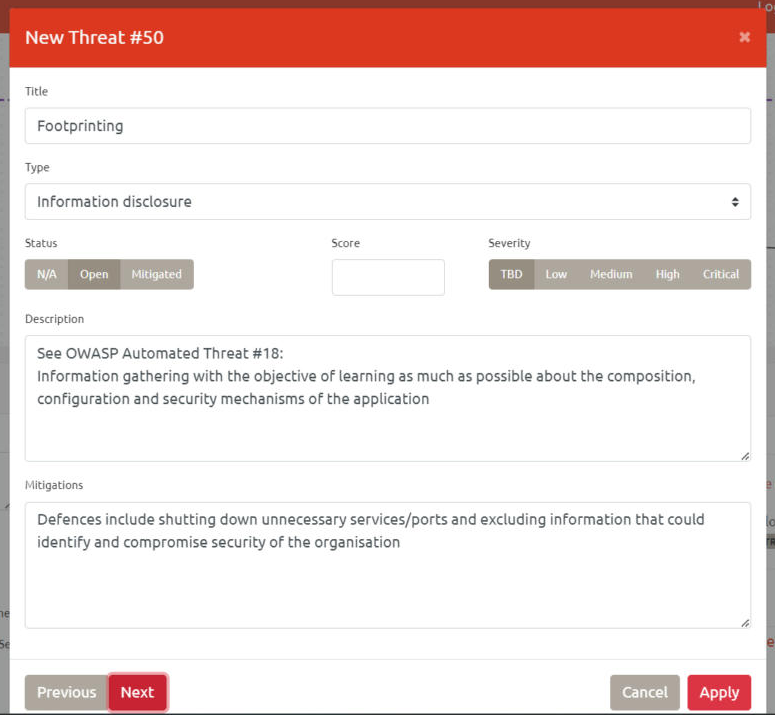 New Threat #50
Title
Footprinting
Type
Information disclosure
Status Score Severity
N/A Open Mitigated TBD Low Medium High Critical
Description
See OWASP Automated Threat #18:
Information gathering with the objective of learning as much as possible about the composition,
configuration and security mechanisms of the application
Mitigations
Defences include shutting down unnecessary services/ports and excluding information that could
identify and compromise security of the organisation
Previous Next Cancel Apply